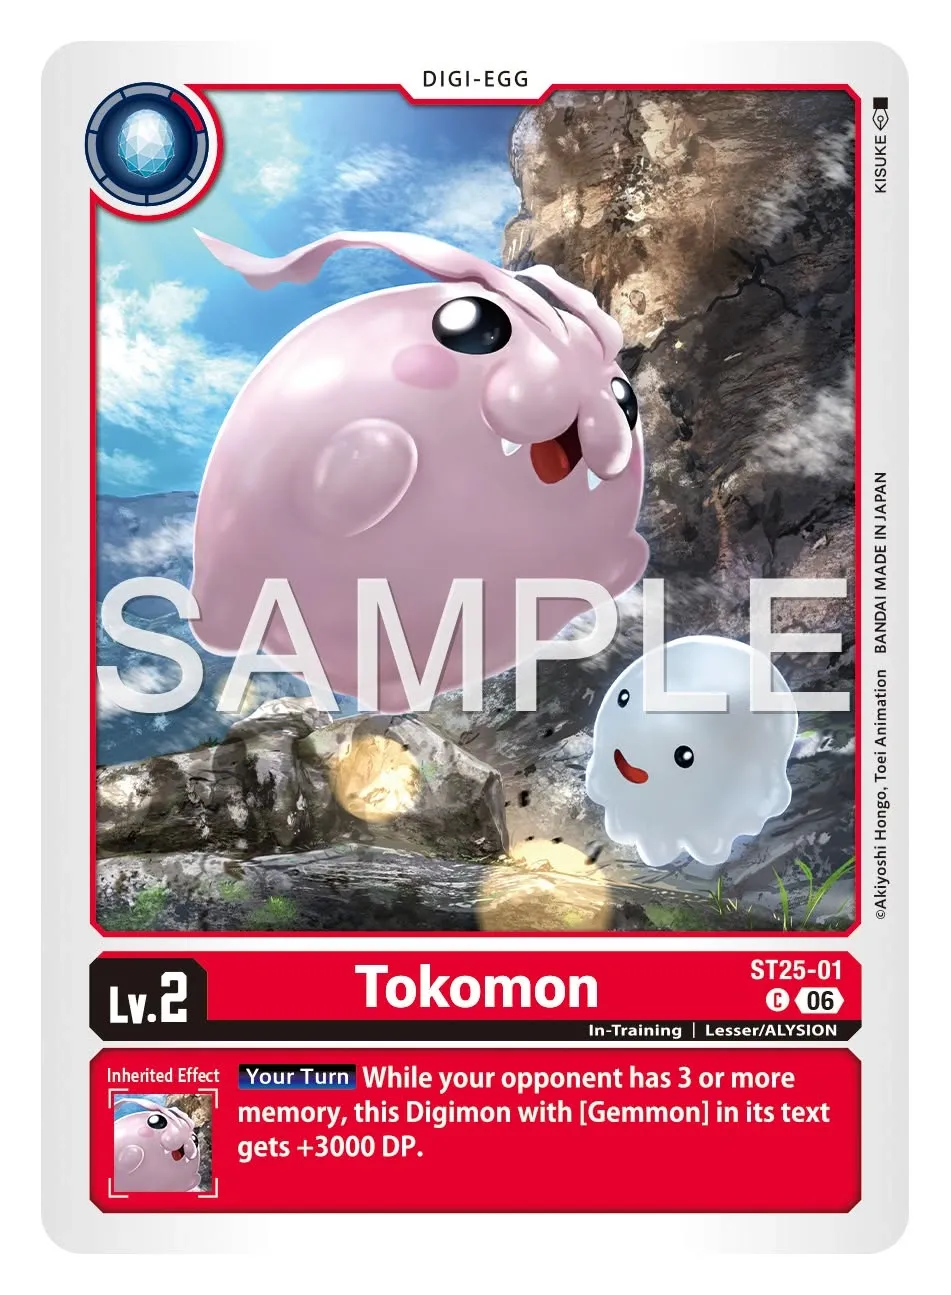 DIGI-EGG
KISUKE
BANDAI MADE IN JAPAN
©Akiyoshi Hongo, Toei Animation
SAMPLE
Lv.2
Tokomon
ST25-01
C 06
In-Training | Lesser/ALYSION
Inherited Effect
Your Turn While your opponent has 3 or more
memory, this Digimon with [Gemmon] in its text
gets +3000 DP.